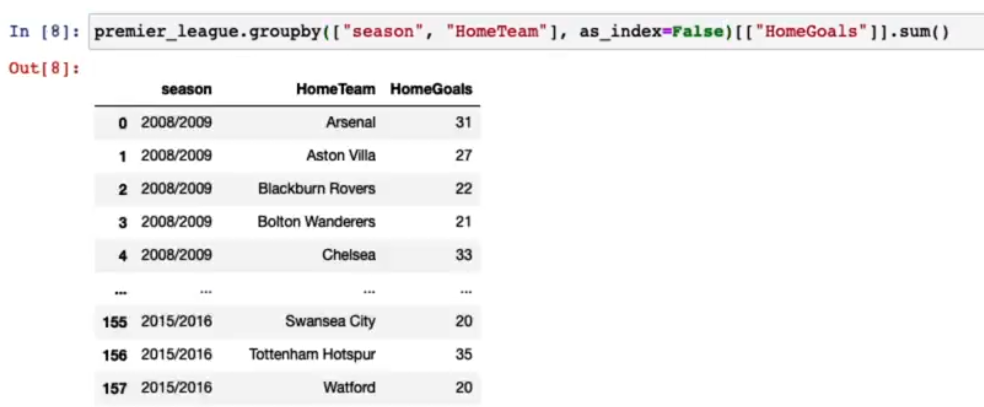 In [8]: premier_league.groupby(["season", "HomeTeam"], as_index=False)[["HomeGoals"]].sum()
Out[8]:
season HomeTeam HomeGoals
0 2008/2009 Arsenal 31
1 2008/2009 Aston Villa 27
2 2008/2009 Blackburn Rovers 22
3 2008/2009 Bolton Wanderers 21
4 2008/2009 Chelsea 33
... ... ... ...
155 2015/2016 Swansea City 20
156 2015/2016 Tottenham Hotspur 35
157 2015/2016 Watford 20